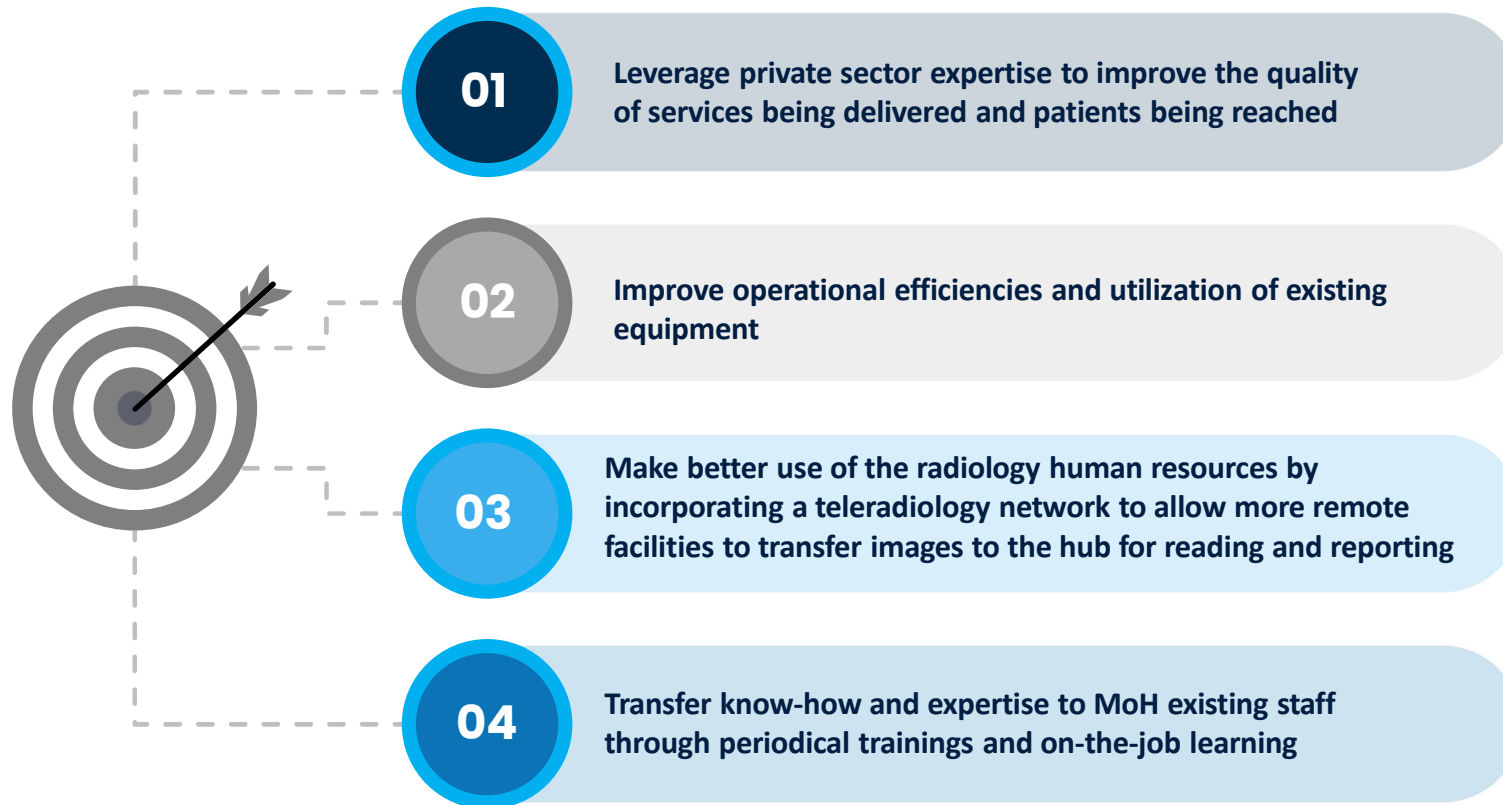 01
Leverage private sector expertise to improve the quality
of services being delivered and patients being reached
02
Improve operational efficiencies and utilization of existing
equipment
03
Make better use of the radiology human resources by
incorporating a teleradiology network to allow more remote
facilities to transfer images to the hub for reading and reporting
04
Transfer know-how and expertise to MoH existing staff
through periodical trainings and on-the-job learning